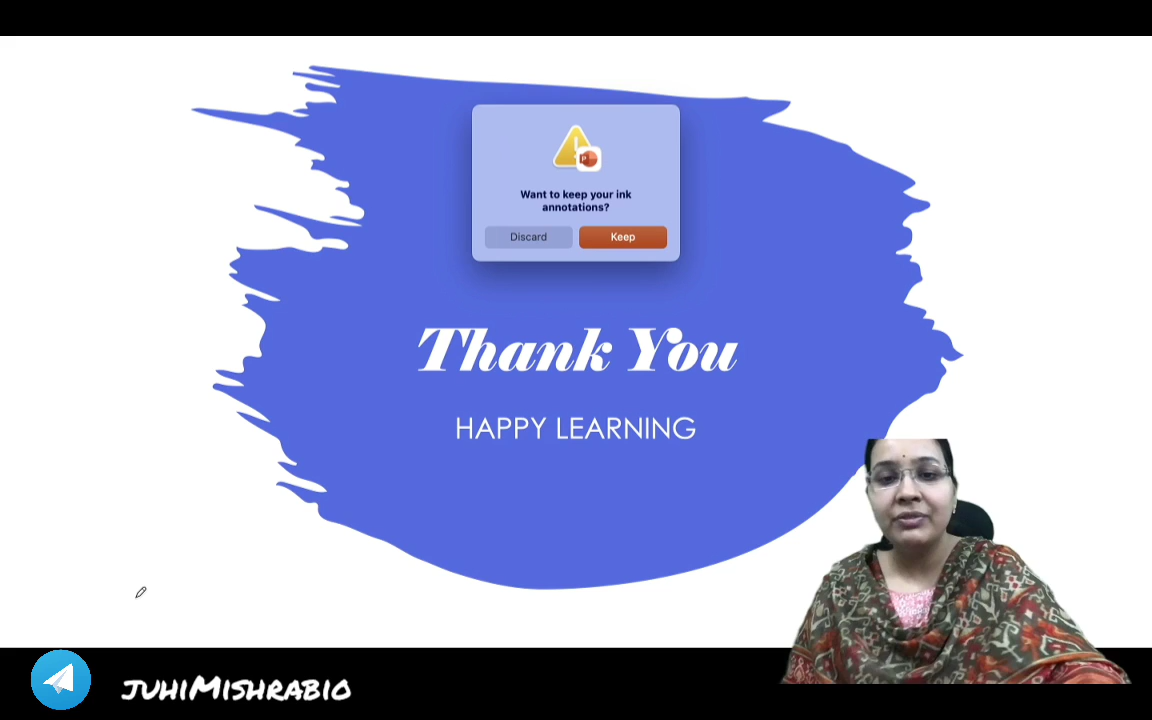 Want to keep your ink
annotations?
Discard Keep
Thank You
HAPPY LEARNING
juhiMishrabio